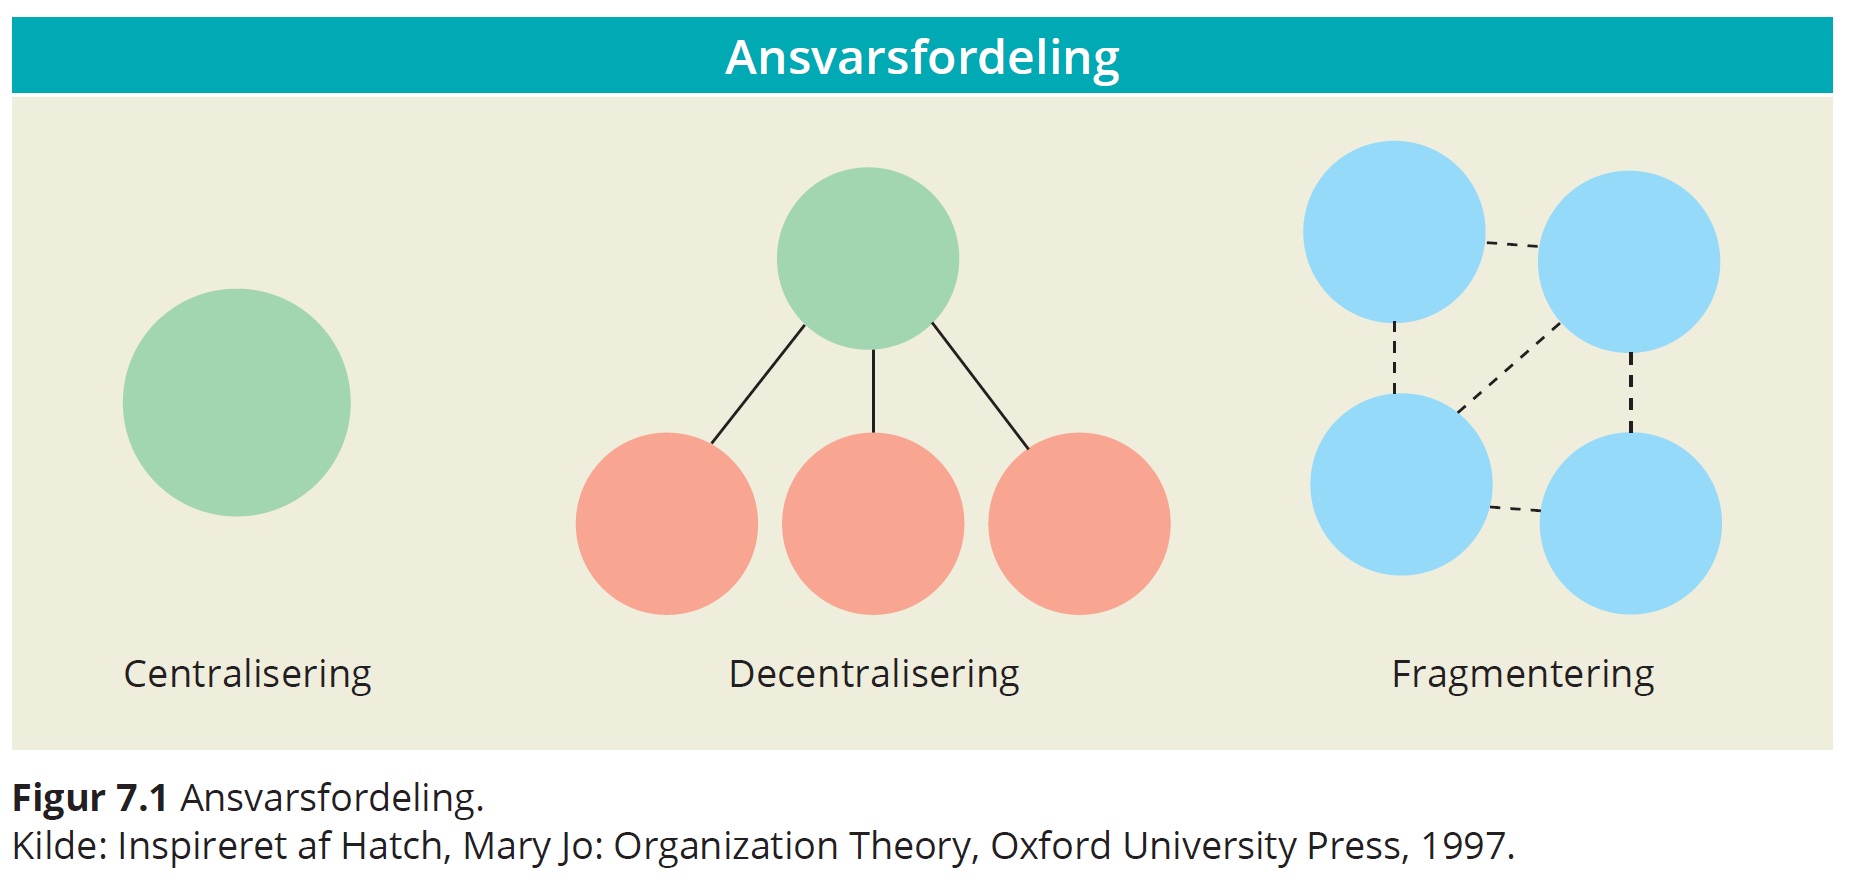 Ansvarsfordeling
Centralisering
Decentralisering
Fragmentering
Figur 7.1 Ansvarsfordeling.
Kilde: Inspireret af Hatch, Mary Jo: Organization Theory, Oxford University Press, 1997.